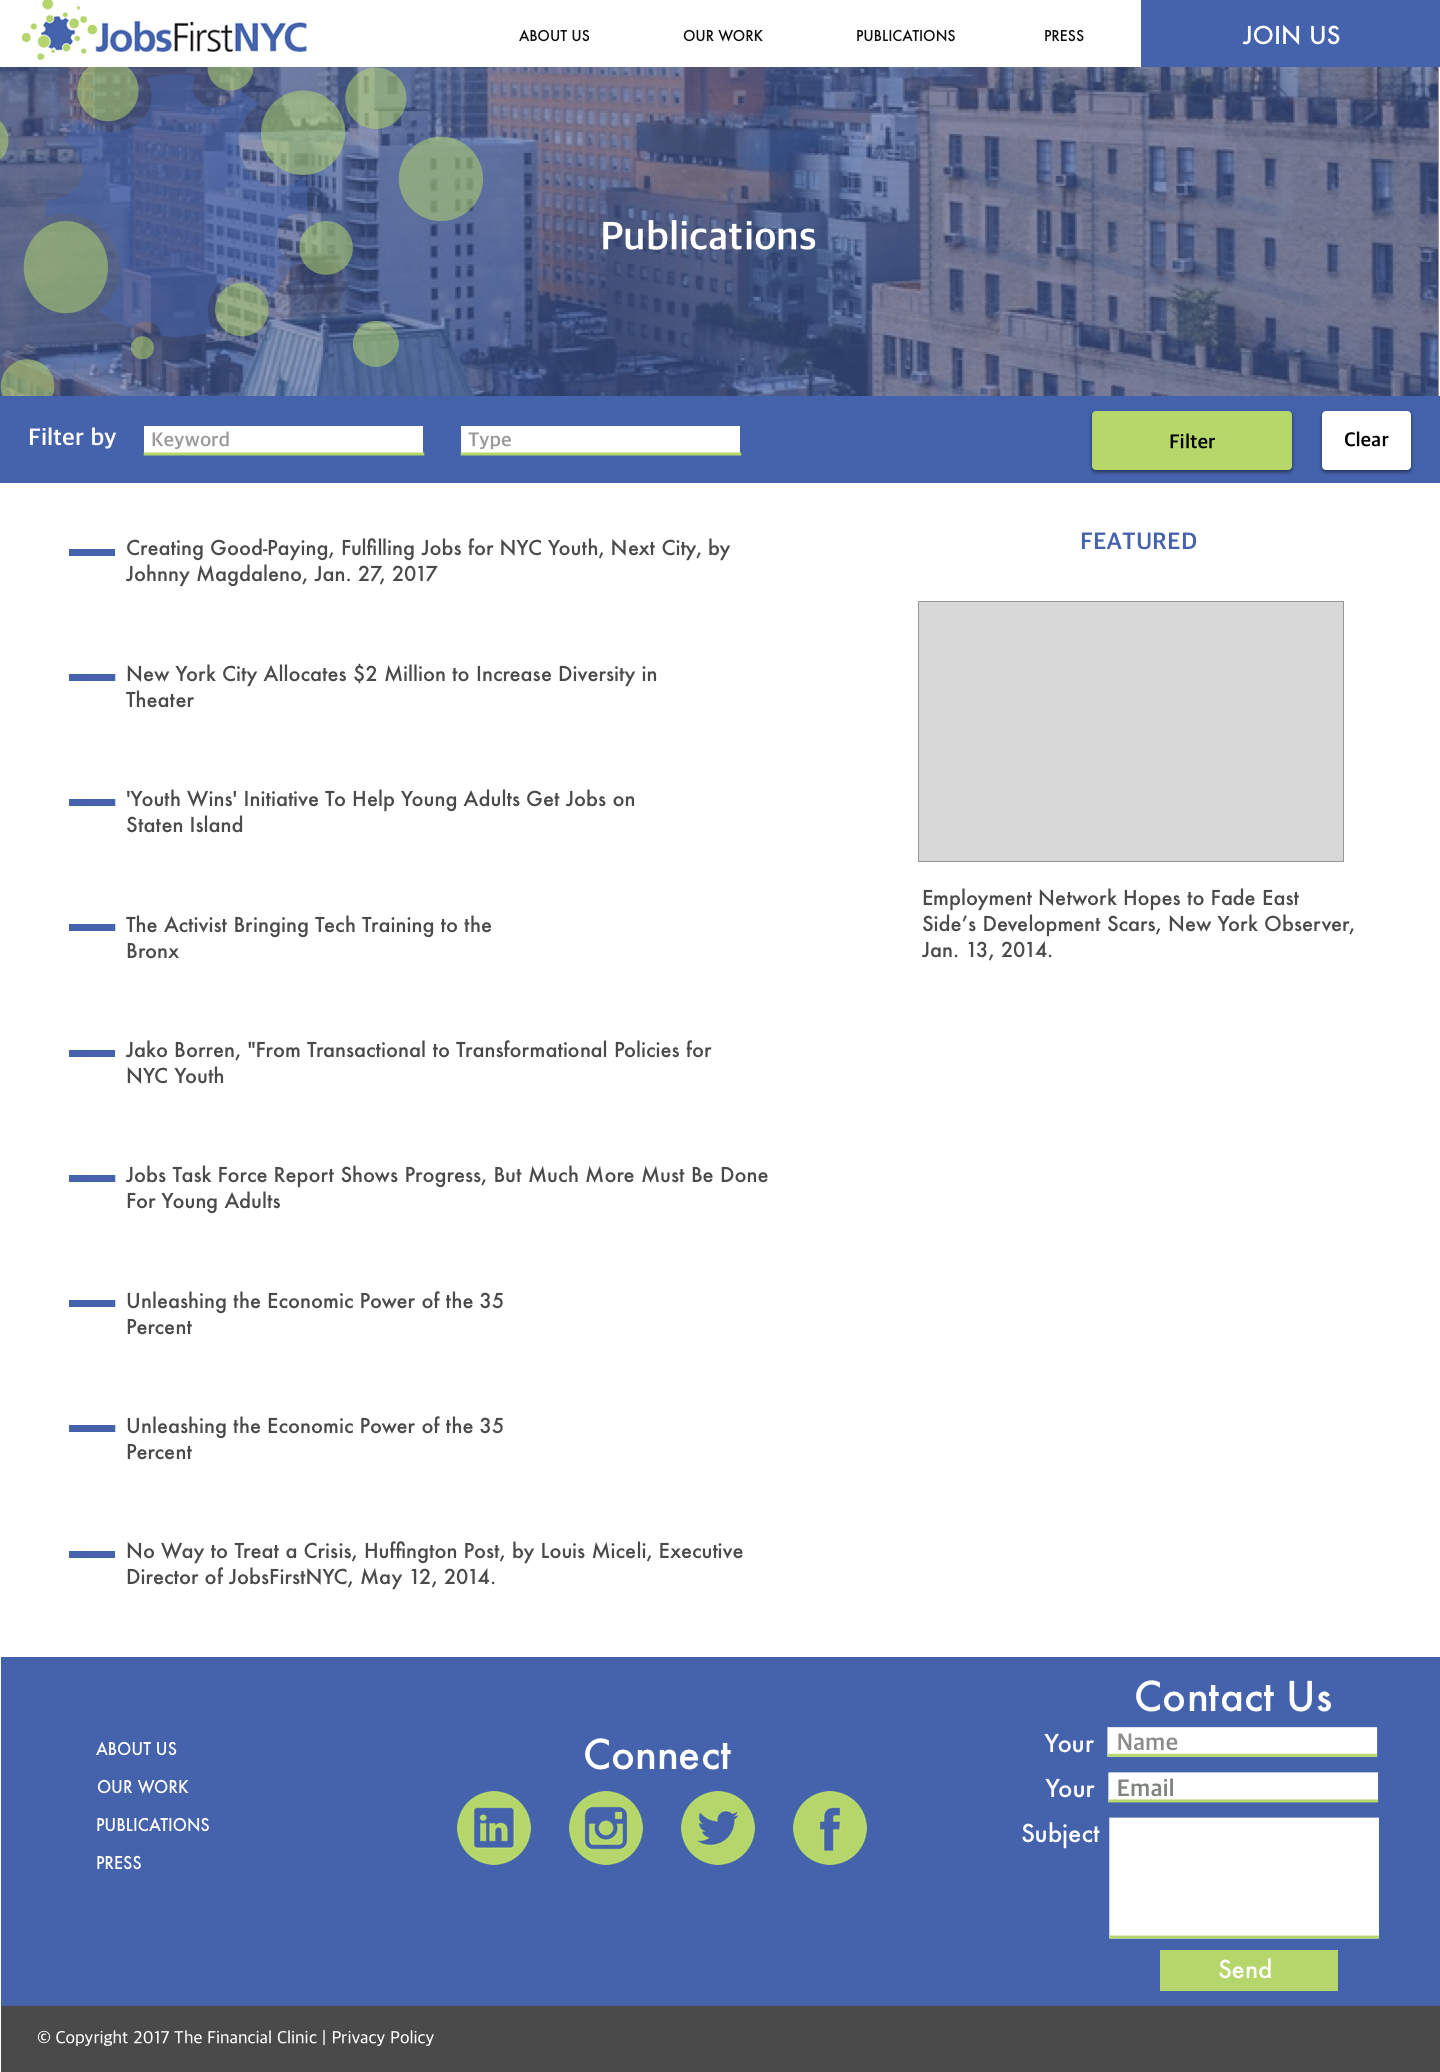 JobsFirstNYC
ABOUT US
OUR WORK
PUBLICATIONS
PRESS
JOIN US
Publications
Filter by
Keyword
Type
Filter
Clear
Creating Good-Paying, Fulfilling Jobs for NYC Youth, Next City, by
Johnny Magdaleno, Jan. 27, 2017
New York City Allocates $2 Million to Increase Diversity in
Theater
'Youth Wins' Initiative To Help Young Adults Get Jobs on
Staten Island
The Activist Bringing Tech Training to the
Bronx
Jako Borren, "From Transactional to Transformational Policies for
NYC Youth
Jobs Task Force Report Shows Progress, But Much More Must Be Done
For Young Adults
Unleashing the Economic Power of the 35
Percent
Unleashing the Economic Power of the 35
Percent
No Way to Treat a Crisis, Huffington Post, by Louis Miceli, Executive
Director of JobsFirstNYC, May 12, 2014.
FEATURED
Employment Network Hopes to Fade East
Side’s Development Scars, New York Observer,
Jan. 13, 2014.
ABOUT US
OUR WORK
PUBLICATIONS
PRESS
Connect
in
f
Contact Us
Your Name
Your Email
Subject
Send
© Copyright 2017 The Financial Clinic | Privacy Policy